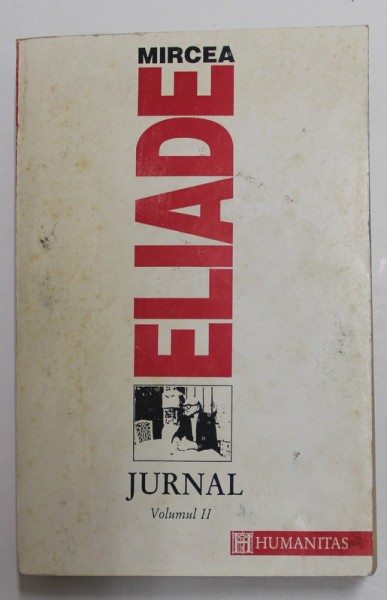 MIRCEA
ELIADE
JURNAL
Volumul II
HUMANITAS